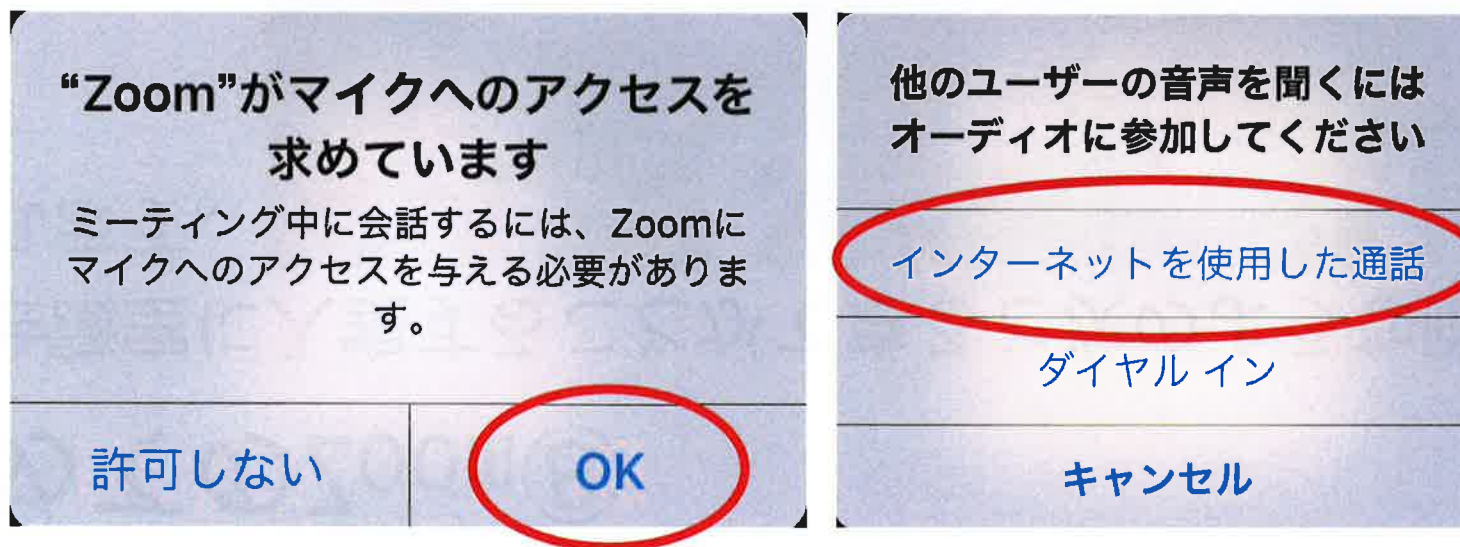 “Zoom”がマイクへのアクセスを
求めています
ミーティング中に会話するには、Zoomに
マイクへのアクセスを与える必要がありま
す。
許可しない
OK
他のユーザーの音声を聞くには
オーディオに参加してください
インターネットを使用した通話
ダイヤル イン
キャンセル